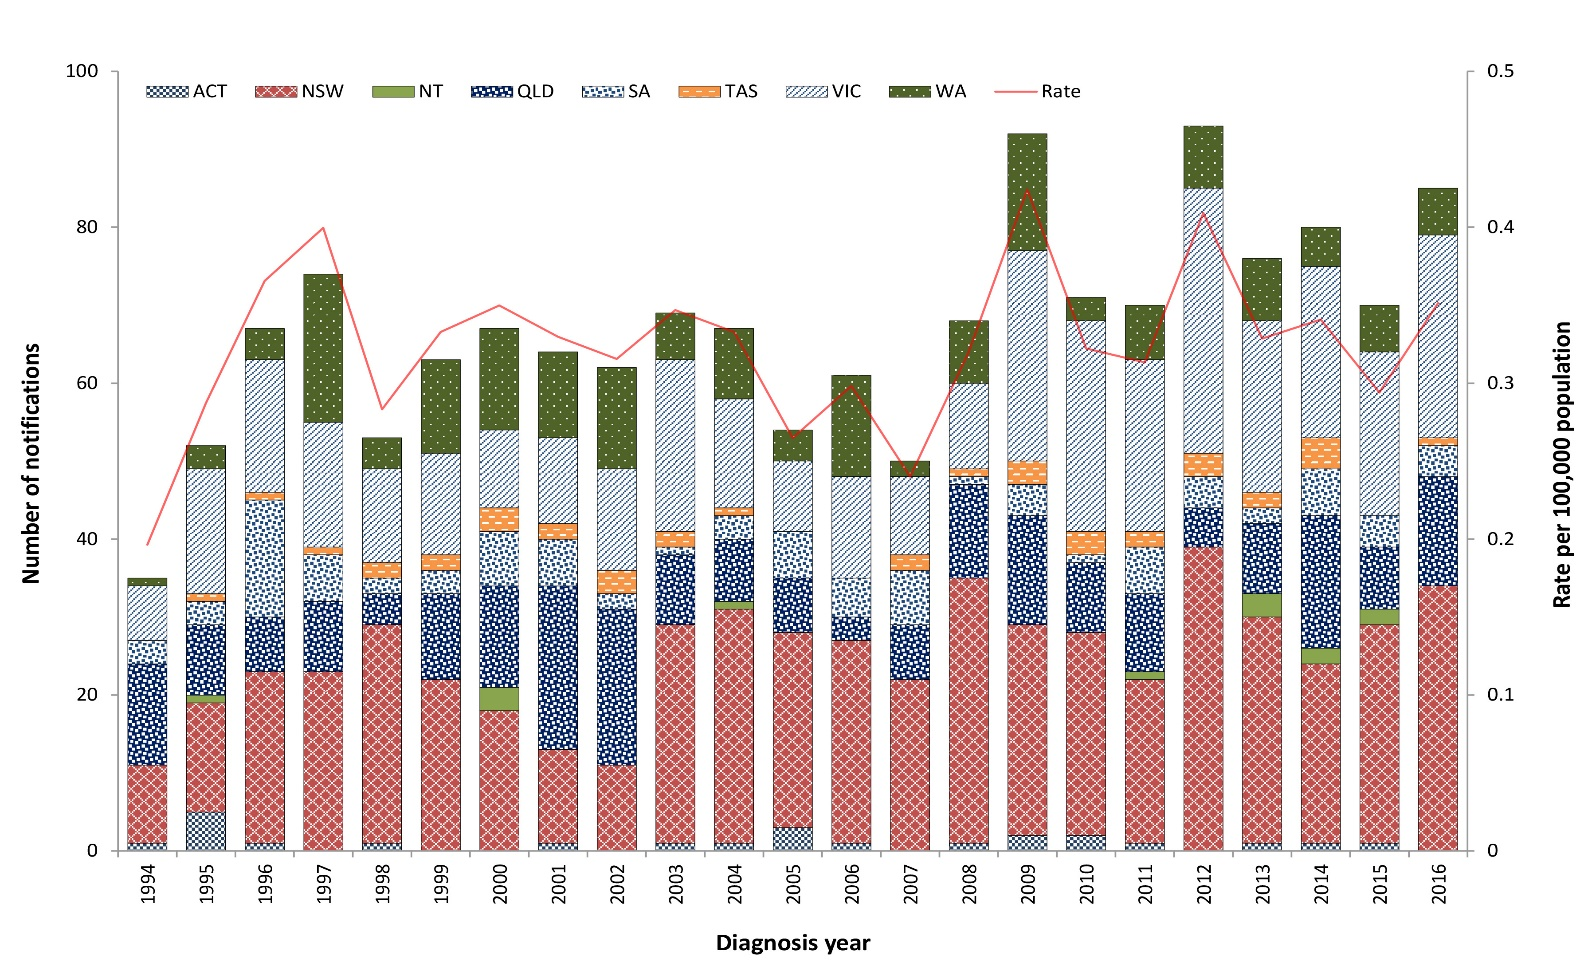 100
80
60
40
20
0
Number of notifications
ACT NSW NT QLD SA TAS VIC WA Rate
0.5
0.4
0.3
0.2
0.1
0
Rate per 100,000 population
1994 1995 1996 1997 1998 1999 2000 2001 2002 2003 2004 2005 2006 2007 2008 2009 2010 2011 2012 2013 2014 2015 2016
Diagnosis year